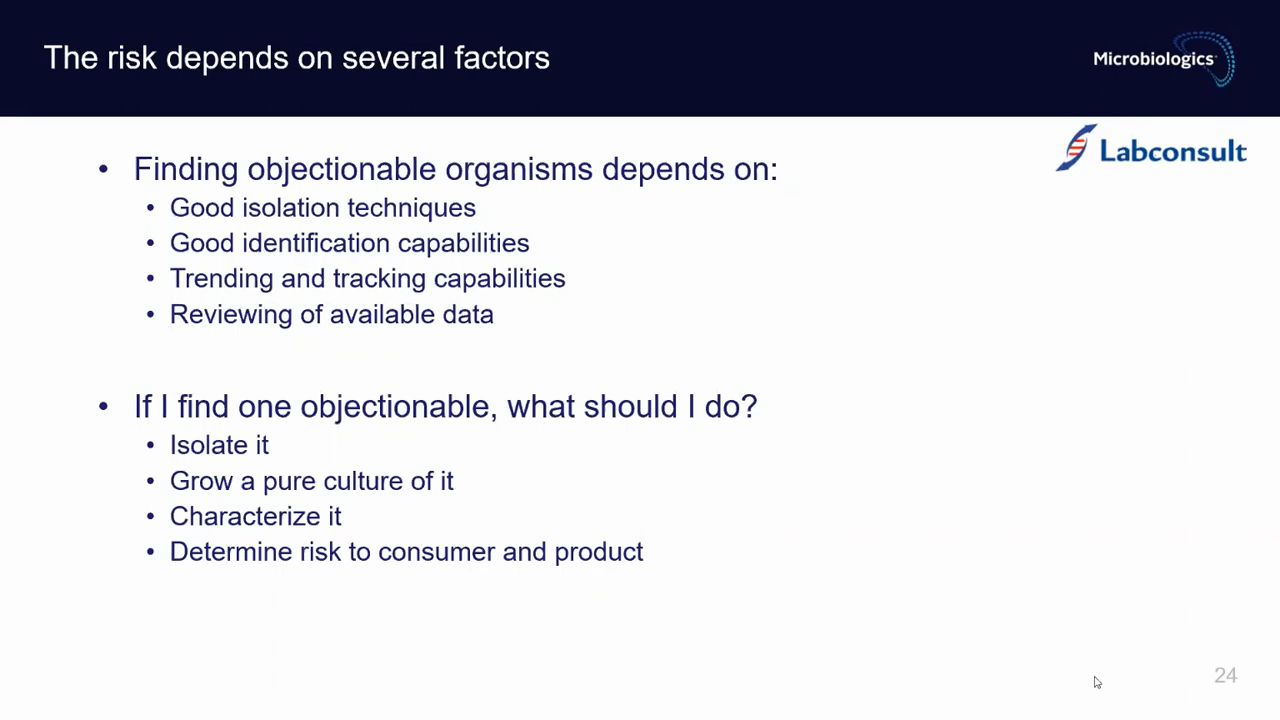 The risk depends on several factors
Microbiologics
Labconsult
• Finding objectionable organisms depends on:
• Good isolation techniques
• Good identification capabilities
• Trending and tracking capabilities
• Reviewing of available data
• If I find one objectionable, what should I do?
• Isolate it
• Grow a pure culture of it
• Characterize it
• Determine risk to consumer and product
24